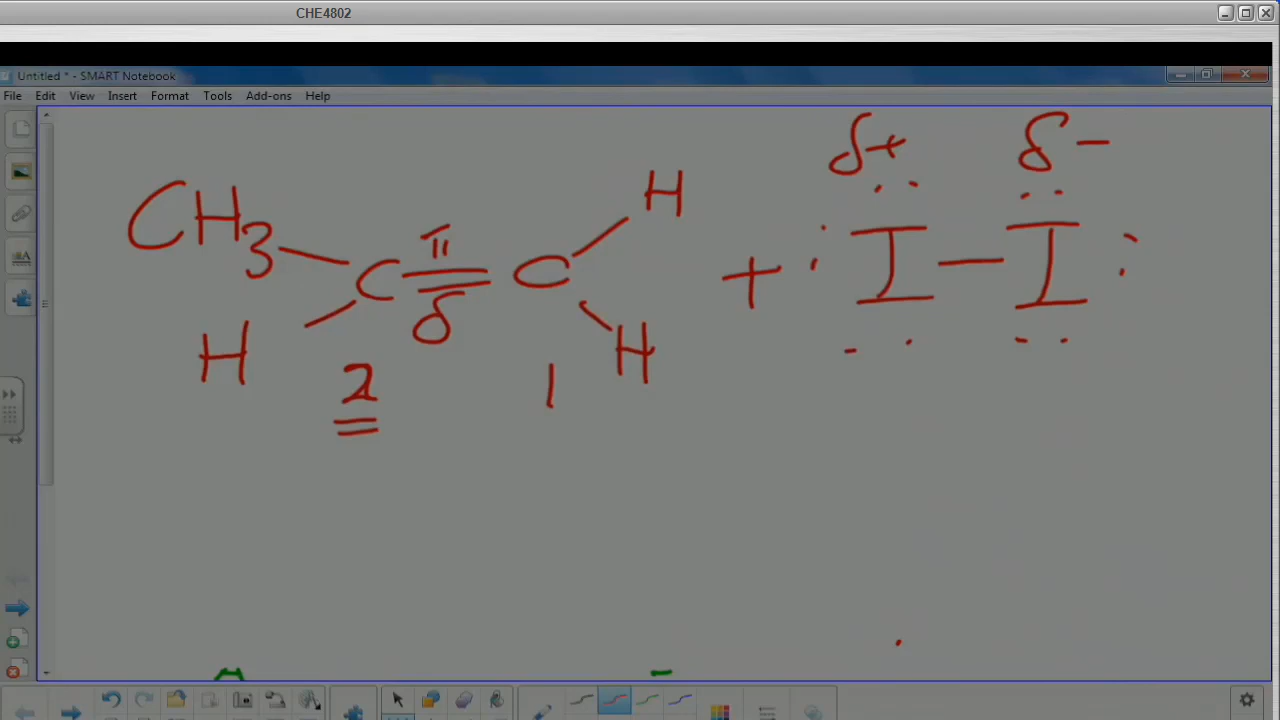 CHE4802
Untitled * - SMART Notebook
File Edit View Insert Format Tools Add-ons Help
δ+ δ-
CH3 H
π
C = C + I — I
δ
H H
2 1